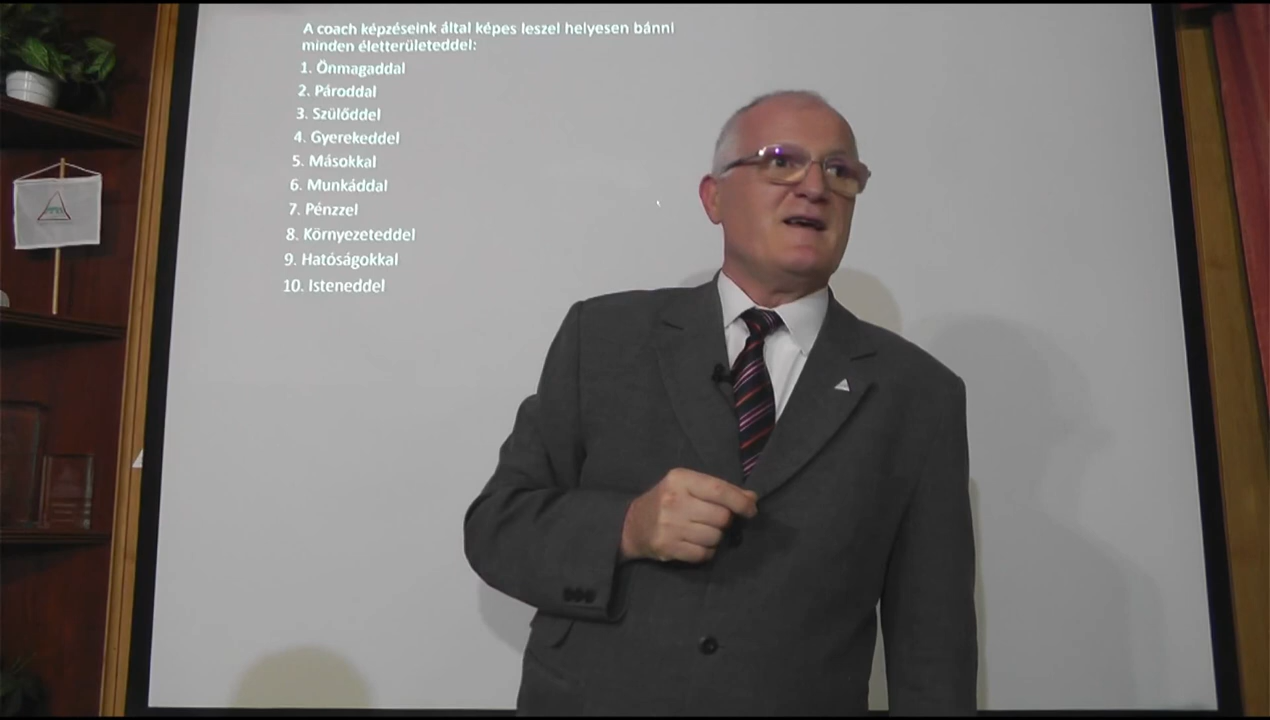 A coach képzéseink által képes leszel helyesen bánni
minden életterületeddel:
1. Önmagaddal
2. Pároddal
3. Szülőddel
4. Gyerekeddel
5. Másokkal
6. Munkáddal
7. Pénzzel
8. Környezeteddel
9. Hatóságokkal
10. Isteneddel